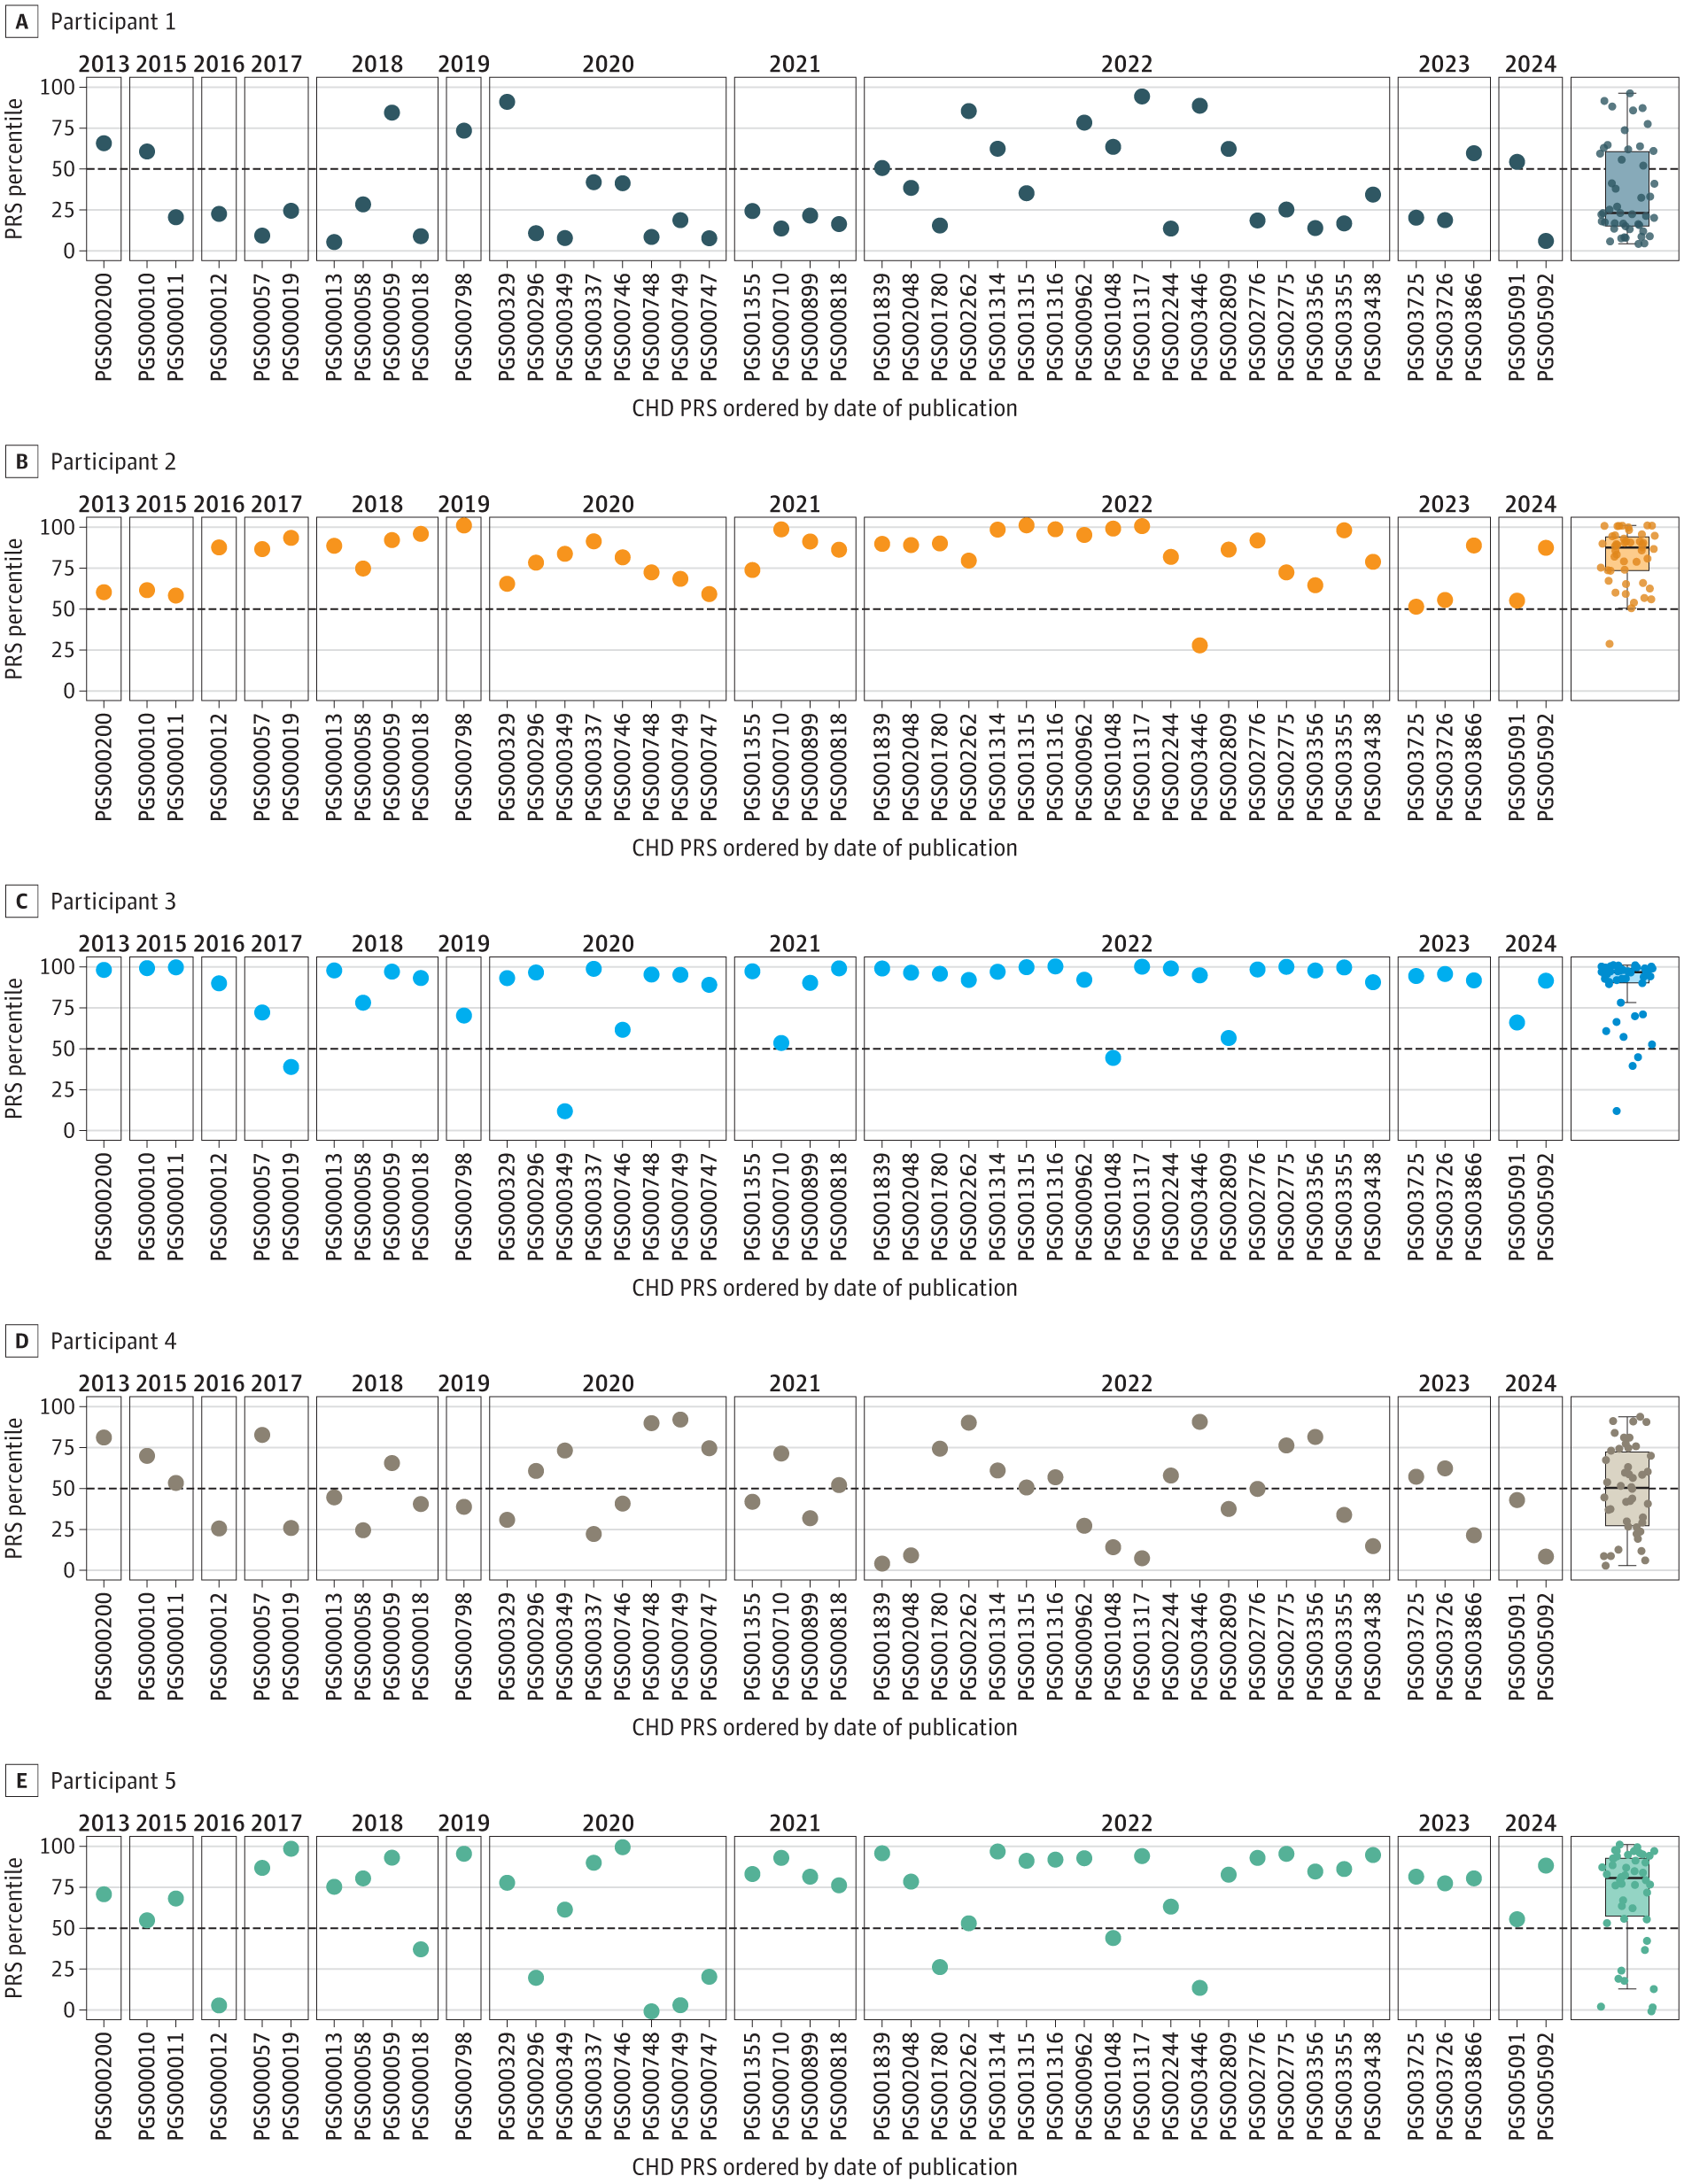 A Participant 1
2013 2015 2016 2017 2018 2019 2020 2021 2022 2023 2024
PRS percentile
100
75
50
25
0
PGS000200 PGS000010 PGS000011 PGS000012 PGS000057 PGS000019 PGS000013 PGS000058 PGS000059 PGS000018 PGS000798 PGS000329 PGS000296 PGS000349 PGS000337 PGS000746 PGS000748 PGS000749 PGS000747 PGS001355 PGS000710 PGS000899 PGS000818 PGS001839 PGS002048 PGS001780 PGS002262 PGS001314 PGS001315 PGS001316 PGS000962 PGS001048 PGS001317 PGS002244 PGS003446 PGS002809 PGS002776 PGS002775 PGS003356 PGS003355 PGS003438 PGS003725 PGS003726 PGS003866 PGS005091 PGS005092
CHD PRS ordered by date of publication
B Participant 2
2013 2015 2016 2017 2018 2019 2020 2021 2022 2023 2024
PRS percentile
100
75
50
25
0
PGS000200 PGS000010 PGS000011 PGS000012 PGS000057 PGS000019 PGS000013 PGS000058 PGS000059 PGS000018 PGS000798 PGS000329 PGS000296 PGS000349 PGS000337 PGS000746 PGS000748 PGS000749 PGS000747 PGS001355 PGS000710 PGS000899 PGS000818 PGS001839 PGS002048 PGS001780 PGS002262 PGS001314 PGS001315 PGS001316 PGS000962 PGS001048 PGS001317 PGS002244 PGS003446 PGS002809 PGS002776 PGS002775 PGS003356 PGS003355 PGS003438 PGS003725 PGS003726 PGS003866 PGS005091 PGS005092
CHD PRS ordered by date of publication
C Participant 3
2013 2015 2016 2017 2018 2019 2020 2021 2022 2023 2024
PRS percentile
100
75
50
25
0
PGS000200 PGS000010 PGS000011 PGS000012 PGS000057 PGS000019 PGS000013 PGS000058 PGS000059 PGS000018 PGS000798 PGS000329 PGS000296 PGS000349 PGS000337 PGS000746 PGS000748 PGS000749 PGS000747 PGS001355 PGS000710 PGS000899 PGS000818 PGS001839 PGS002048 PGS001780 PGS002262 PGS001314 PGS001315 PGS001316 PGS000962 PGS001048 PGS001317 PGS002244 PGS003446 PGS002809 PGS002776 PGS002775 PGS003356 PGS003355 PGS003438 PGS003725 PGS003726 PGS003866 PGS005091 PGS005092
CHD PRS ordered by date of publication
D Participant 4
2013 2015 2016 2017 2018 2019 2020 2021 2022 2023 2024
PRS percentile
100
75
50
25
0
PGS000200 PGS000010 PGS000011 PGS000012 PGS000057 PGS000019 PGS000013 PGS000058 PGS000059 PGS000018 PGS000798 PGS000329 PGS000296 PGS000349 PGS000337 PGS000746 PGS000748 PGS000749 PGS000747 PGS001355 PGS000710 PGS000899 PGS000818 PGS001839 PGS002048 PGS001780 PGS002262 PGS001314 PGS001315 PGS001316 PGS000962 PGS001048 PGS001317 PGS002244 PGS003446 PGS002809 PGS002776 PGS002775 PGS003356 PGS003355 PGS003438 PGS003725 PGS003726 PGS003866 PGS005091 PGS005092
CHD PRS ordered by date of publication
E Participant 5
2013 2015 2016 2017 2018 2019 2020 2021 2022 2023 2024
PRS percentile
100
75
50
25
0
PGS000200 PGS000010 PGS000011 PGS000012 PGS000057 PGS000019 PGS000013 PGS000058 PGS000059 PGS000018 PGS000798 PGS000329 PGS000296 PGS000349 PGS000337 PGS000746 PGS000748 PGS000749 PGS000747 PGS001355 PGS000710 PGS000899 PGS000818 PGS001839 PGS002048 PGS001780 PGS002262 PGS001314 PGS001315 PGS001316 PGS000962 PGS001048 PGS001317 PGS002244 PGS003446 PGS002809 PGS002776 PGS002775 PGS003356 PGS003355 PGS003438 PGS003725 PGS003726 PGS003866 PGS005091 PGS005092
CHD PRS ordered by date of publication